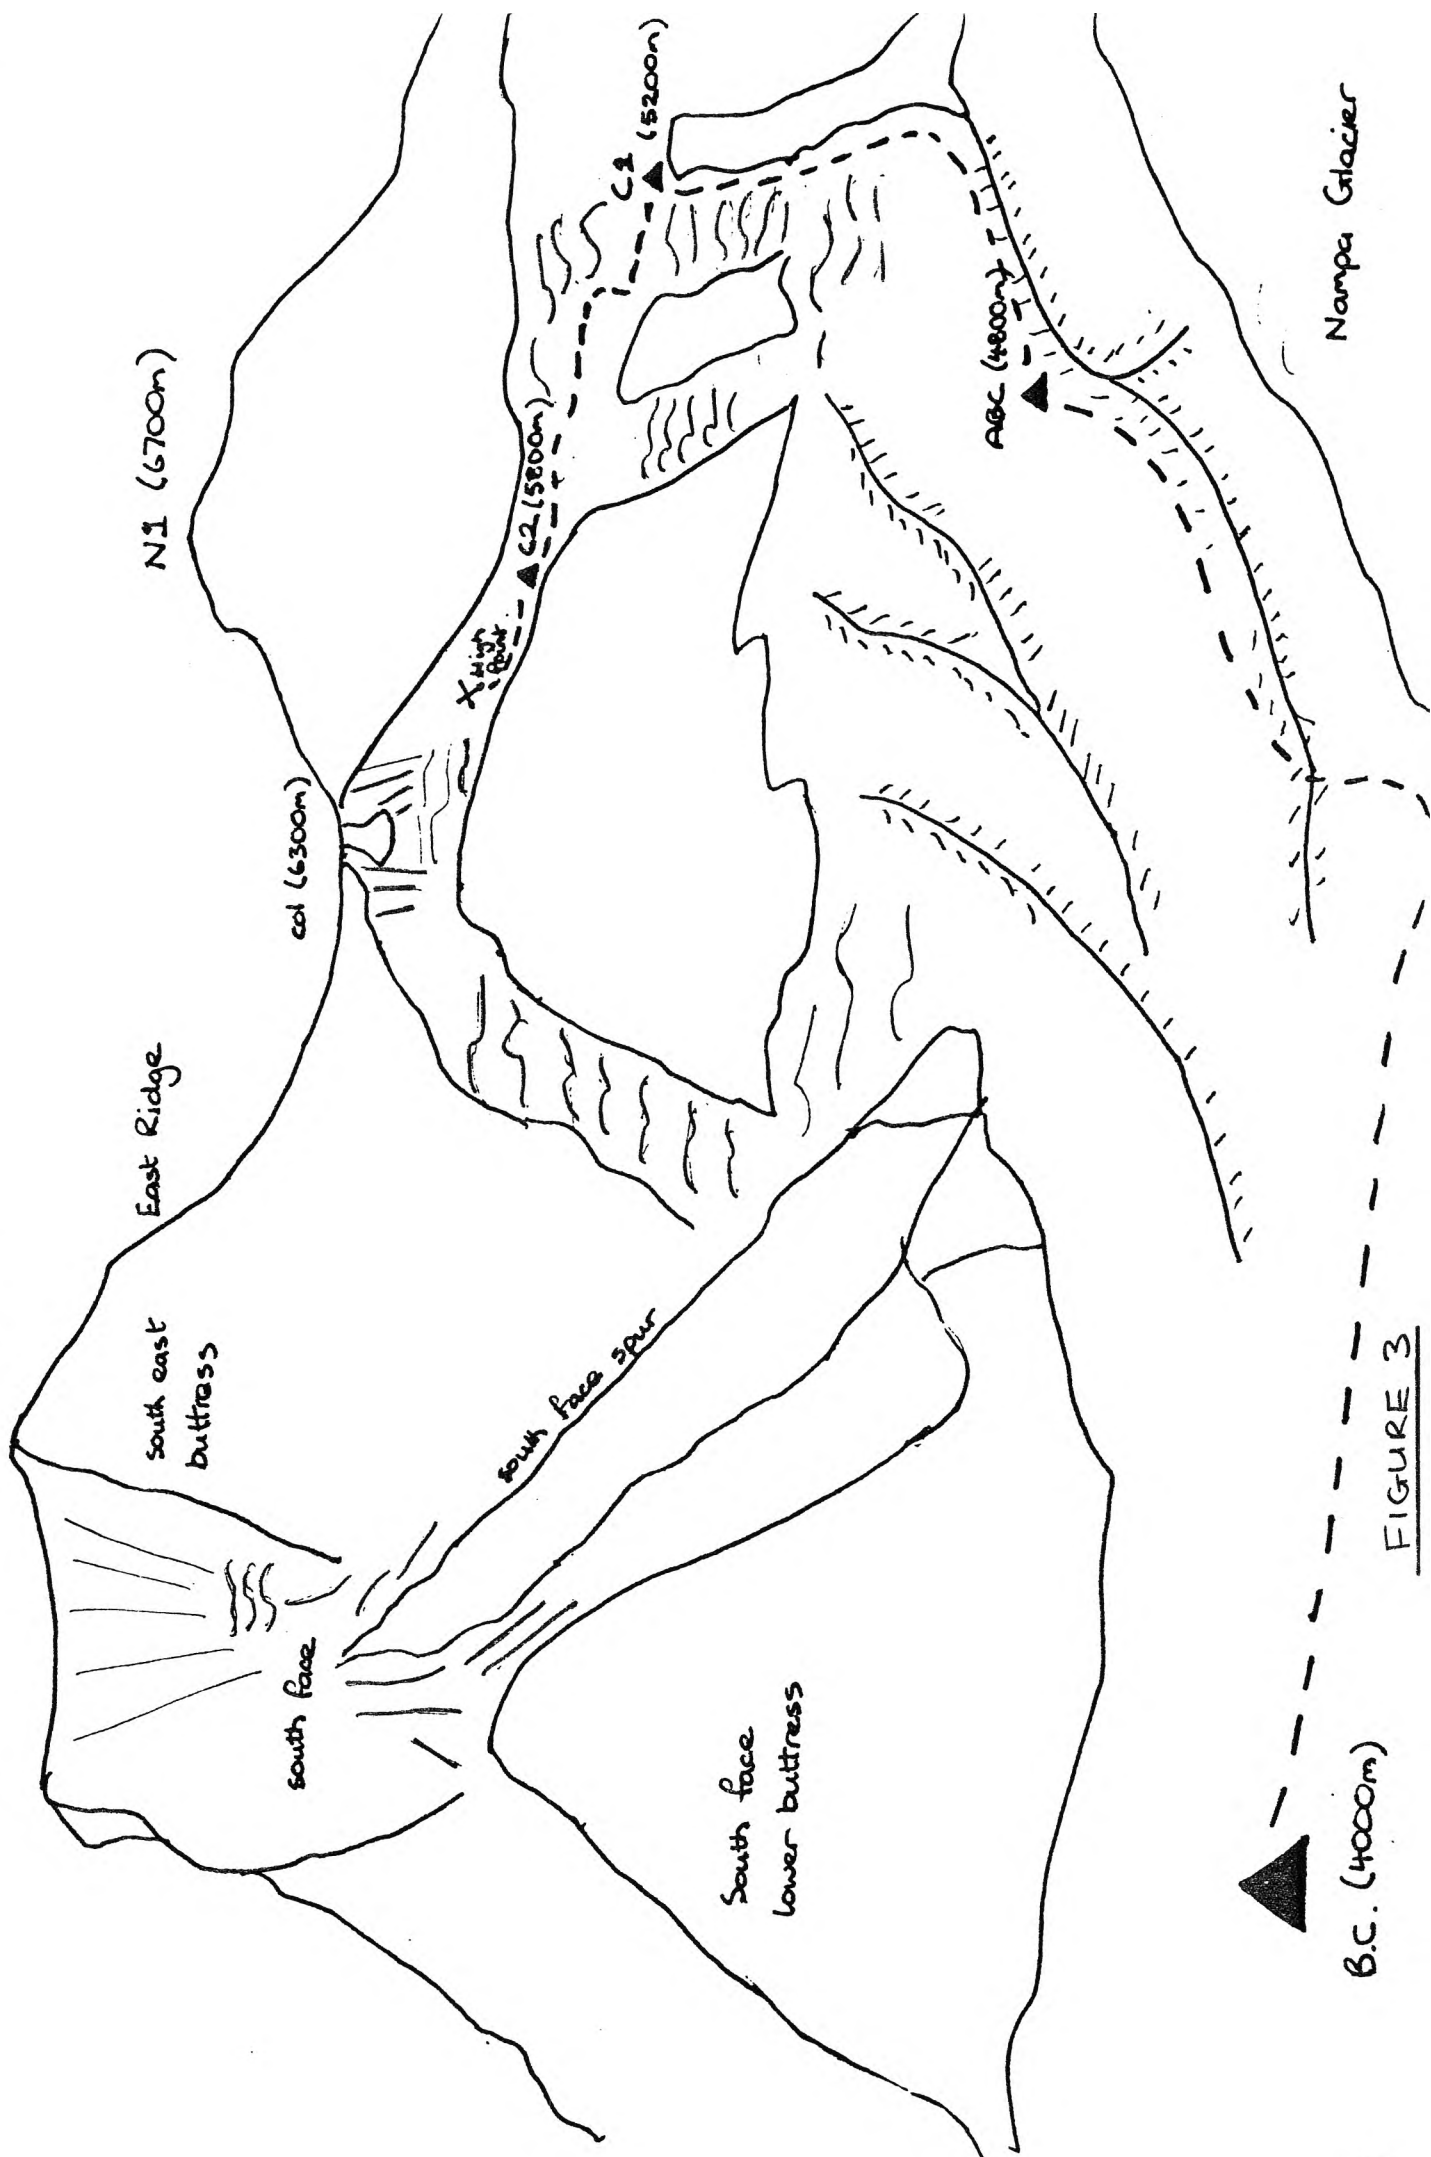 East Ridge
N1 (6700m)
col (6300m)
South east
buttress
South face
X High
Point
C2 (5800m)
C1 (5200m)
South face spur
South face
lower buttress
ABC (4800m)
B.C. (4000m)
Nampa Glacier
FIGURE 3